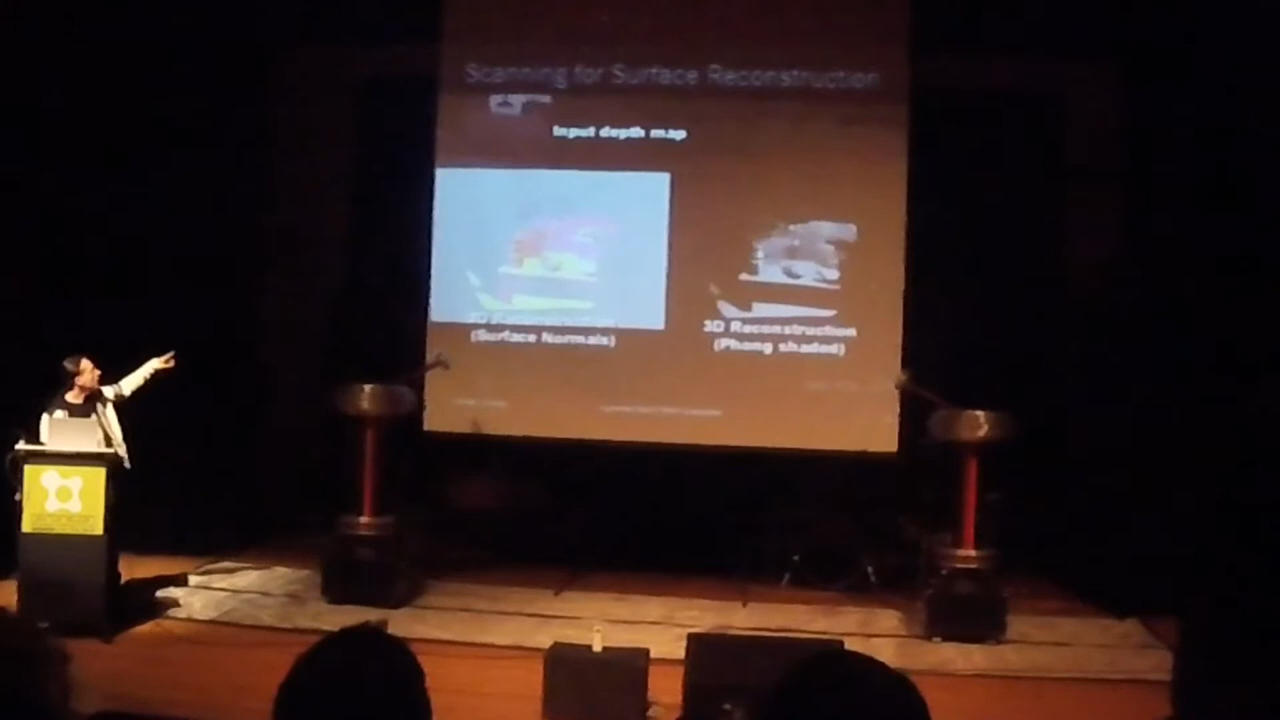 Scanning for Surface Reconstruction
Input depth map
(Surface Normals)
3D Reconstruction
(Phong shaded)